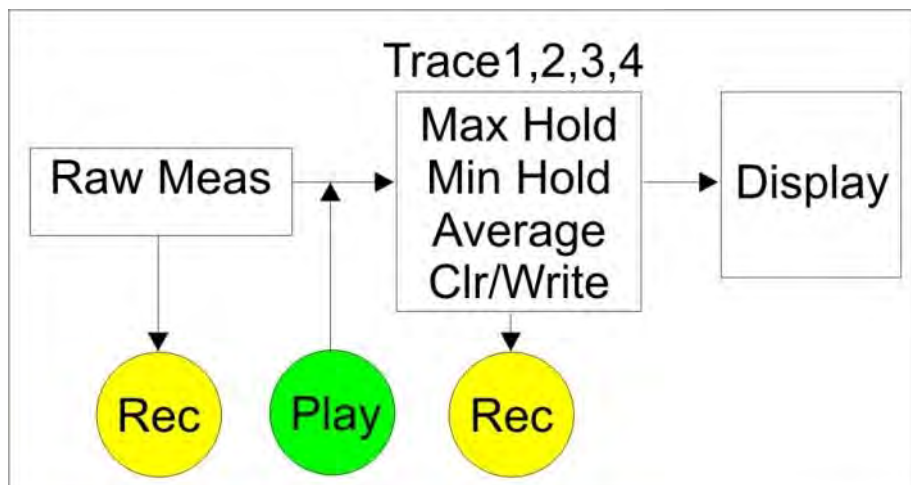 Trace1,2,3,4
Raw Meas
Max Hold
Min Hold
Average
Clr/Write
Display
Rec
Play
Rec